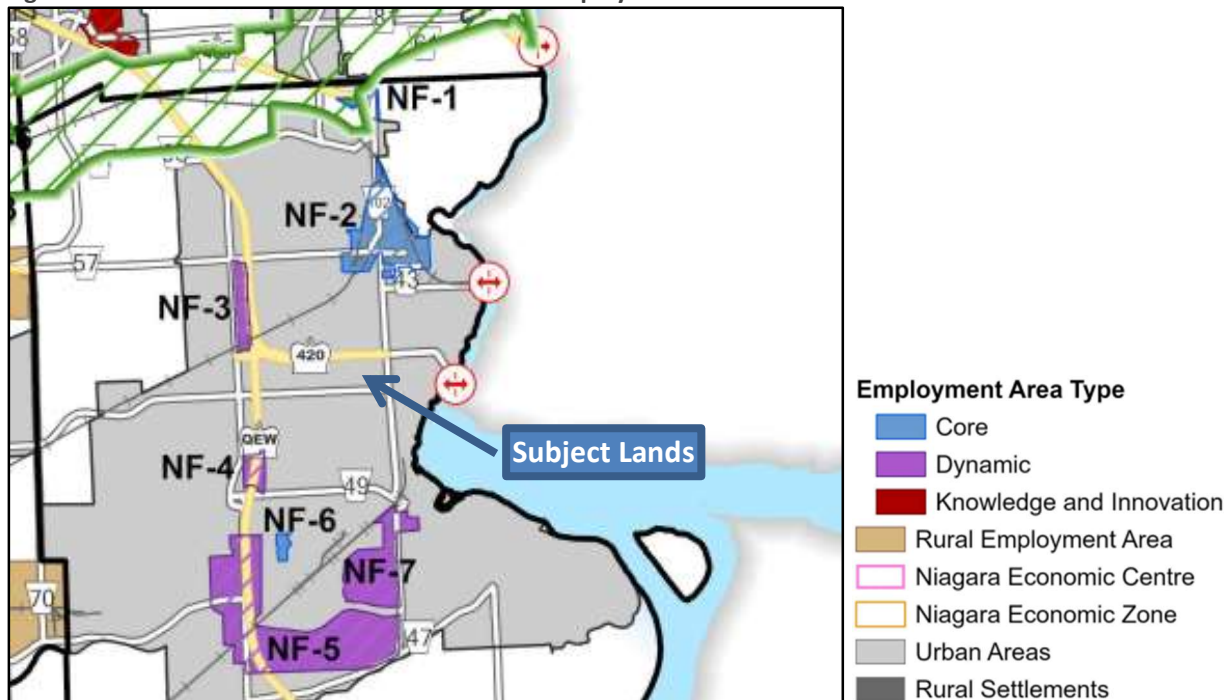 NF-1
NF-2
102
57
43
NF-3
420
QEW
Subject Lands
NF-4
49
NF-6
NF-7
70
NF-5
47
Employment Area Type
Core
Dynamic
Knowledge and Innovation
Rural Employment Area
Niagara Economic Centre
Niagara Economic Zone
Urban Areas
Rural Settlements